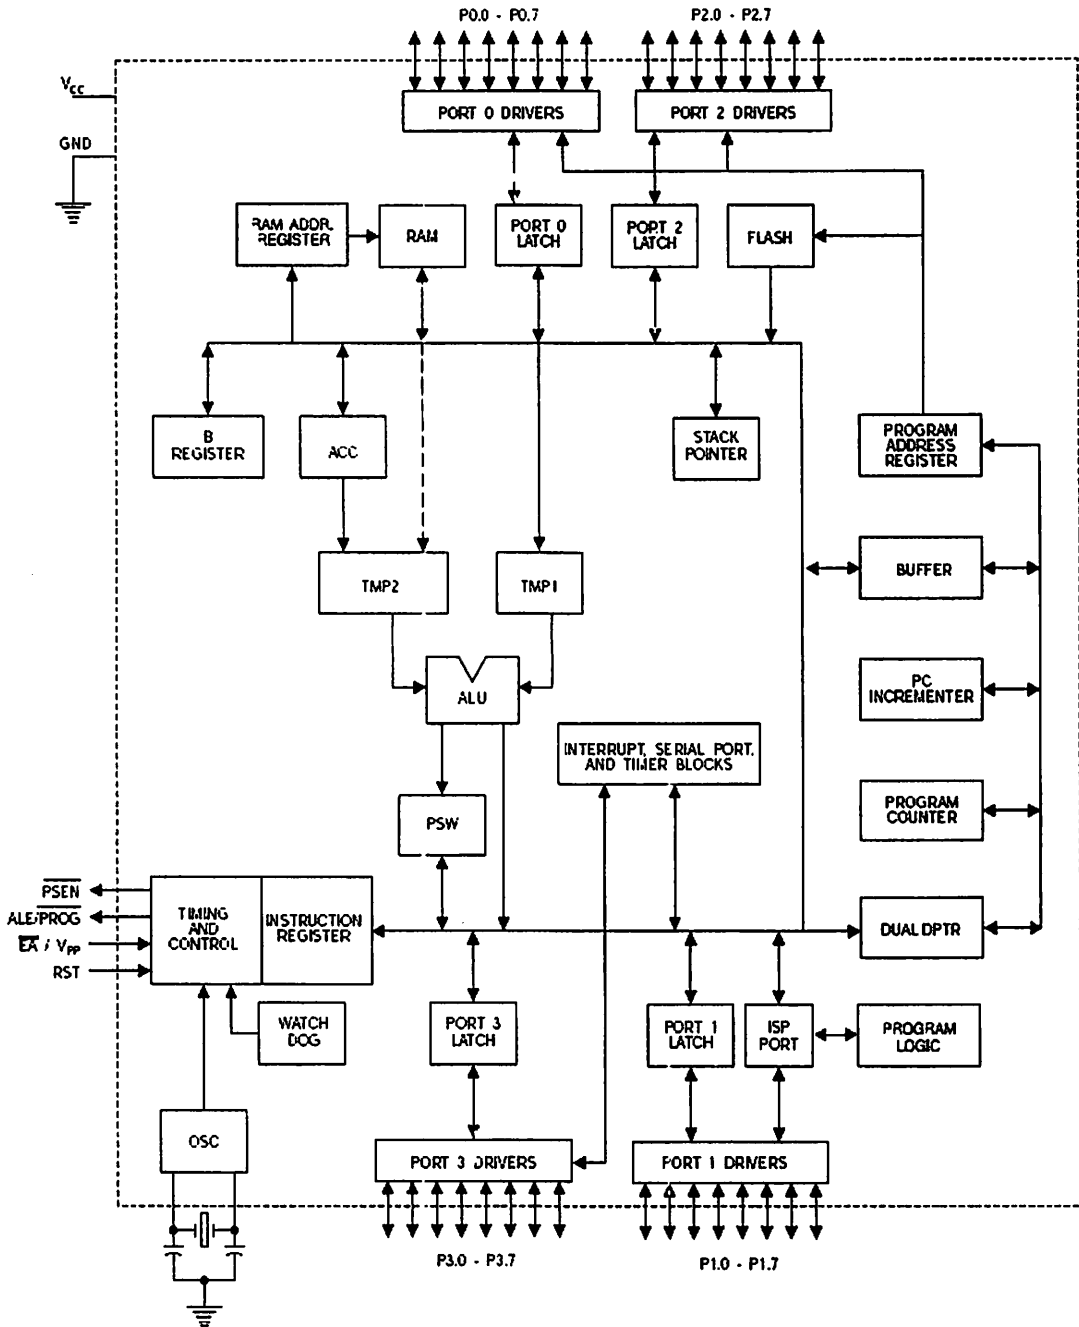 P0.0 - P0.7
P2.0 - P2.7
VCC
GND
PORT 0 DRIVERS
PORT 2 DRIVERS
RAM ADDR.
REGISTER
RAM
PORT 0
LATCH
PORT 2
LATCH
FLASH
B
REGISTER
ACC
STACK
POINTER
PROGRAM
ADDRESS
REGISTER
TMP2
TMP1
BUFFER
ALU
PC
INCREMENTER
INTERRUPT, SERIAL PORT,
AND TIMER BLOCKS
PSW
PROGRAM
COUNTER
PSEN
ALE/PROG
EA / VPP
RST
TIMING
AND
CONTROL
INSTRUCTION
REGISTER
DUAL DPTR
WATCH
DOG
PORT 3
LATCH
PORT 1
LATCH
ISP
PORT
PROGRAM
LOGIC
OSC
PORT 3 DRIVERS
PORT 1 DRIVERS
P3.0 - P3.7
P1.0 - P1.7